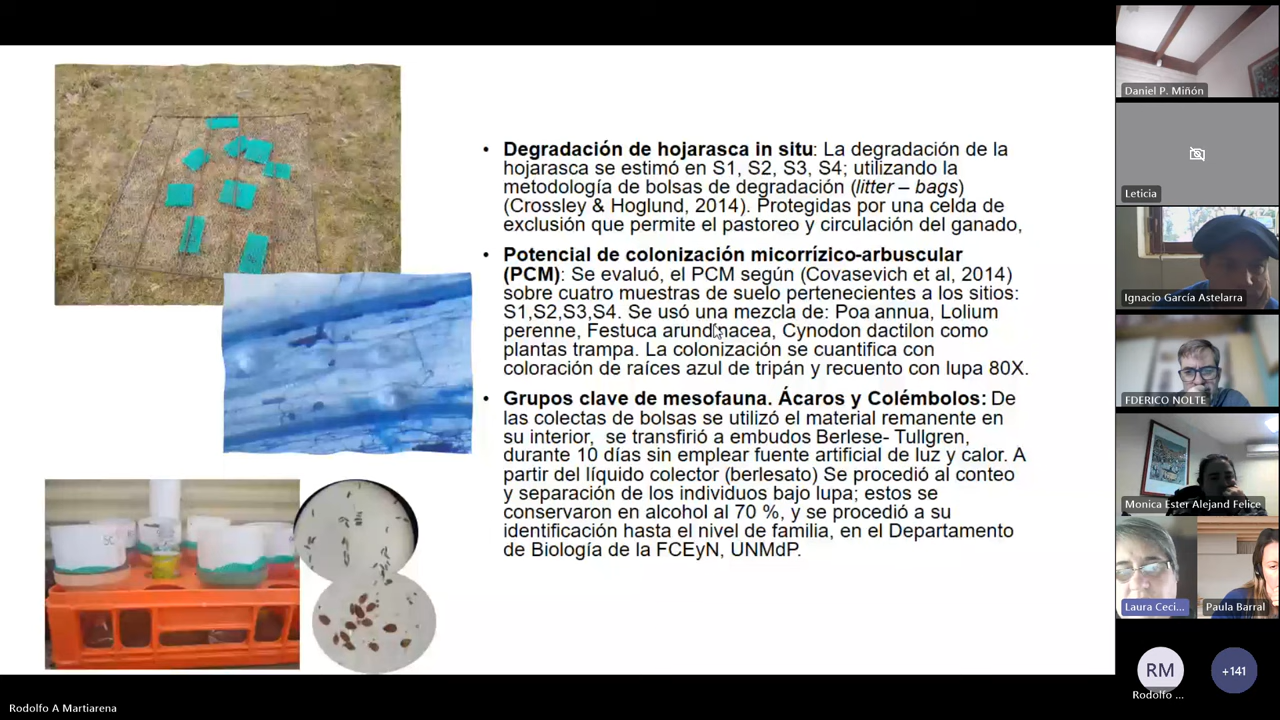 • Degradación de hojarasca in situ: La degradación de la
hojarasca se estimó en S1, S2, S3, S4; utilizando la
metodología de bolsas de degradación (litter – bags)
(Crossley & Hoglund, 2014). Protegidas por una celda de
exclusión que permite el pastoreo y circulación del ganado,
• Potencial de colonización micorrízico-arbuscular
(PCM): Se evaluó, el PCM según (Covasevich et al, 2014)
sobre cuatro muestras de suelo pertenecientes a los sitios:
S1,S2,S3,S4. Se usó una mezcla de: Poa annua, Lolium
perenne, Festuca arundinacea, Cynodon dactilon como
plantas trampa. La colonización se cuantifica con
coloración de raíces azul de tripán y recuento con lupa 80X.
• Grupos clave de mesofauna. Ácaros y Colémbolos: De
las colectas de bolsas se utilizó el material remanente en
su interior, se transfirió a embudos Berlese- Tullgren,
durante 10 días sin emplear fuente artificial de luz y calor. A
partir del líquido colector (berlesato) Se procedió al conteo
y separación de los individuos bajo lupa; estos se
conservaron en alcohol al 70 %, y se procedió a su
identificación hasta el nivel de familia, en el Departamento
de Biología de la FCEyN, UNMdP.
Daniel P. Miñón
Leticia
Ignacio García Astelarra
FDERICO NOLTE
Monica Ester Alejand Felice
Laura Ceci...
Paula Barral
RM
Rodolfo ...
+141
Rodolfo A Martiarena